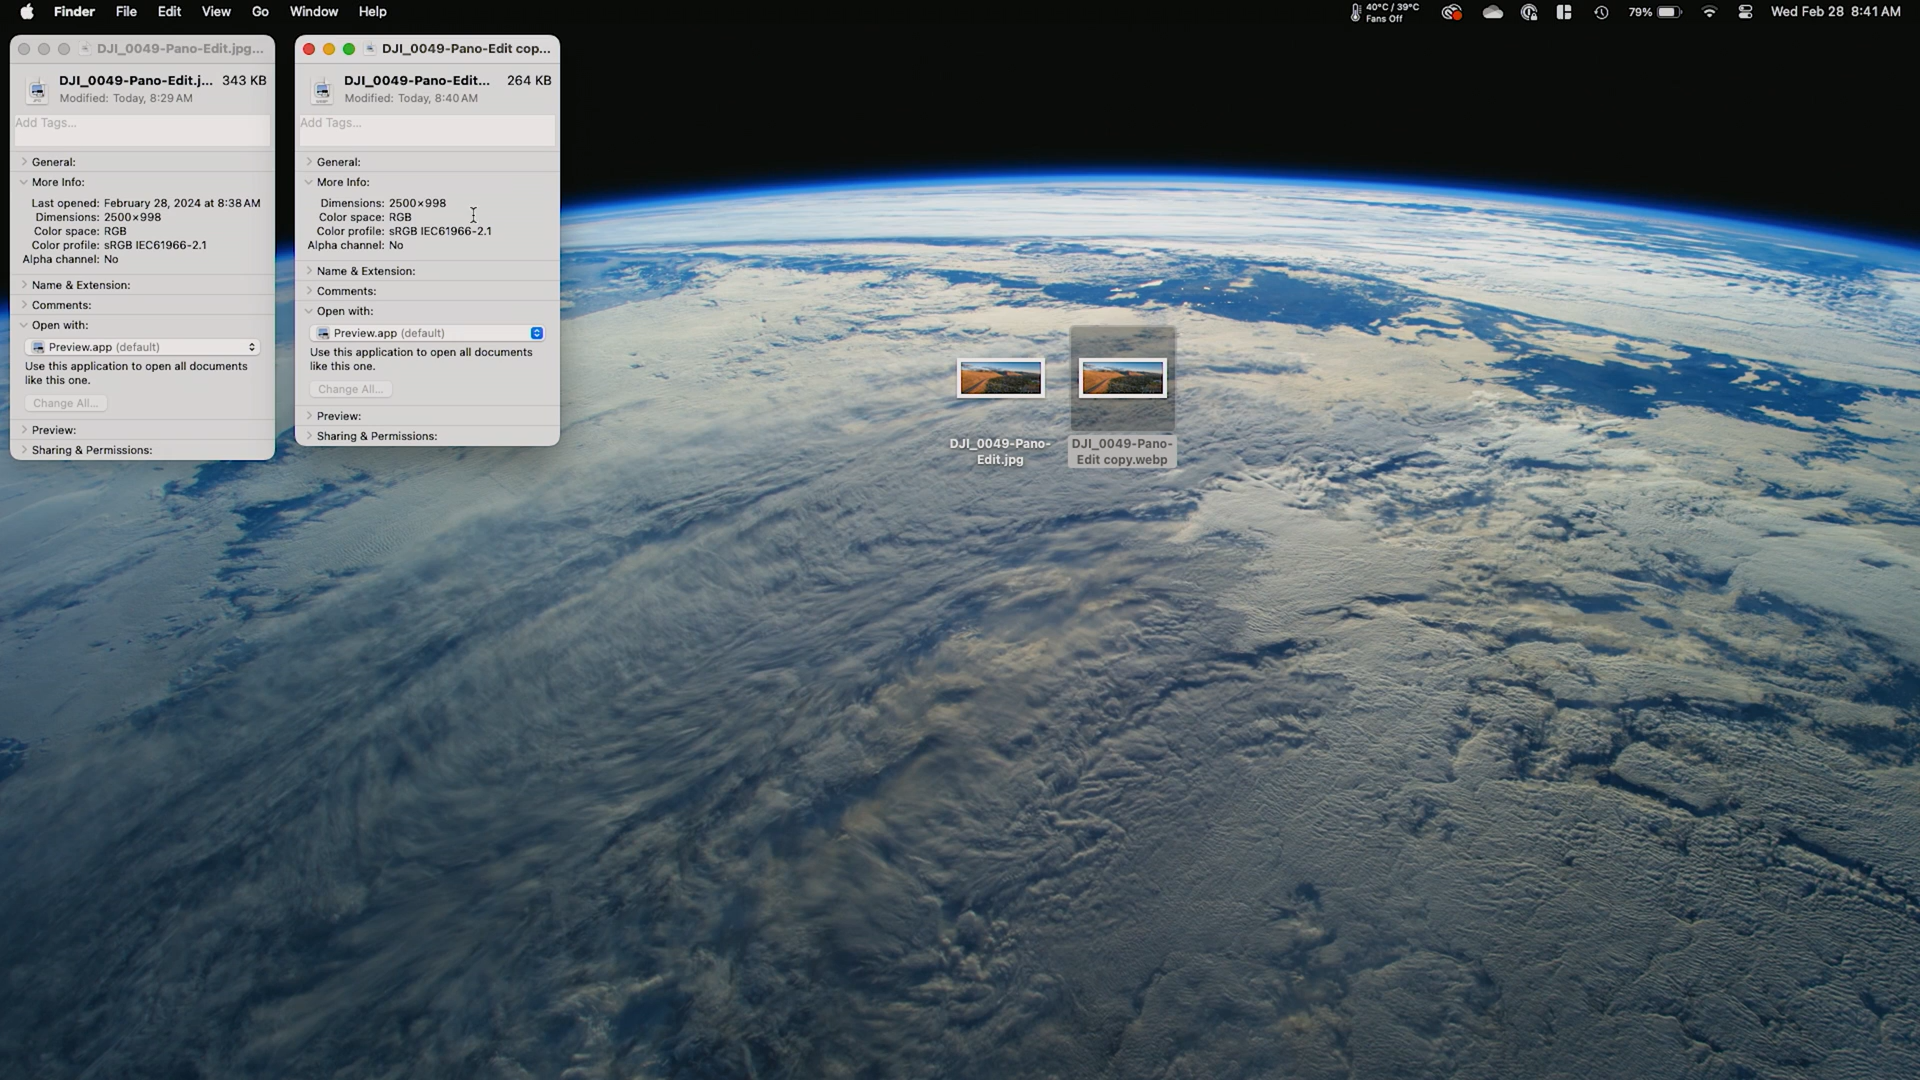 Finder File Edit View Go Window Help
40°C / 39°C
Fans Off
79%
Wed Feb 28 8:41 AM
DJI_0049-Pano-Edit.jpg...
DJI_0049-Pano-Edit.j... 343 KB
Modified: Today, 8:29 AM
Add Tags...
General:
More Info:
Last opened: February 28, 2024 at 8:38 AM
Dimensions: 2500×998
Color space: RGB
Color profile: sRGB IEC61966-2.1
Alpha channel: No
Name & Extension:
Comments:
Open with:
Preview.app (default)
Use this application to open all documents
like this one.
Change All...
Preview:
Sharing & Permissions:
DJI_0049-Pano-Edit cop...
DJI_0049-Pano-Edit... 264 KB
Modified: Today, 8:40 AM
Add Tags...
General:
More Info:
Dimensions: 2500×998
Color space: RGB
Color profile: sRGB IEC61966-2.1
Alpha channel: No
Name & Extension:
Comments:
Open with:
Preview.app (default)
Use this application to open all documents
like this one.
Change All...
Preview:
Sharing & Permissions:
DJI_0049-Pano-
Edit.jpg
DJI_0049-Pano-
Edit copy.webp